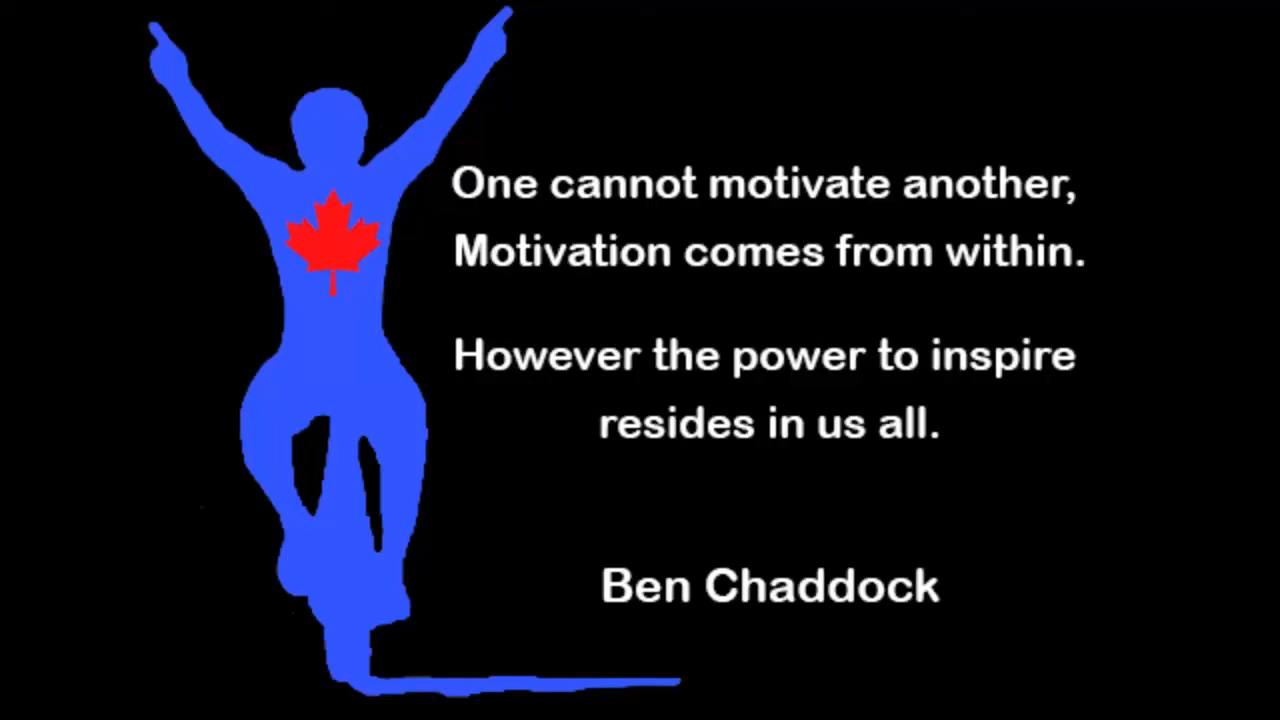 One cannot motivate another,
Motivation comes from within.
However the power to inspire
resides in us all.
Ben Chaddock